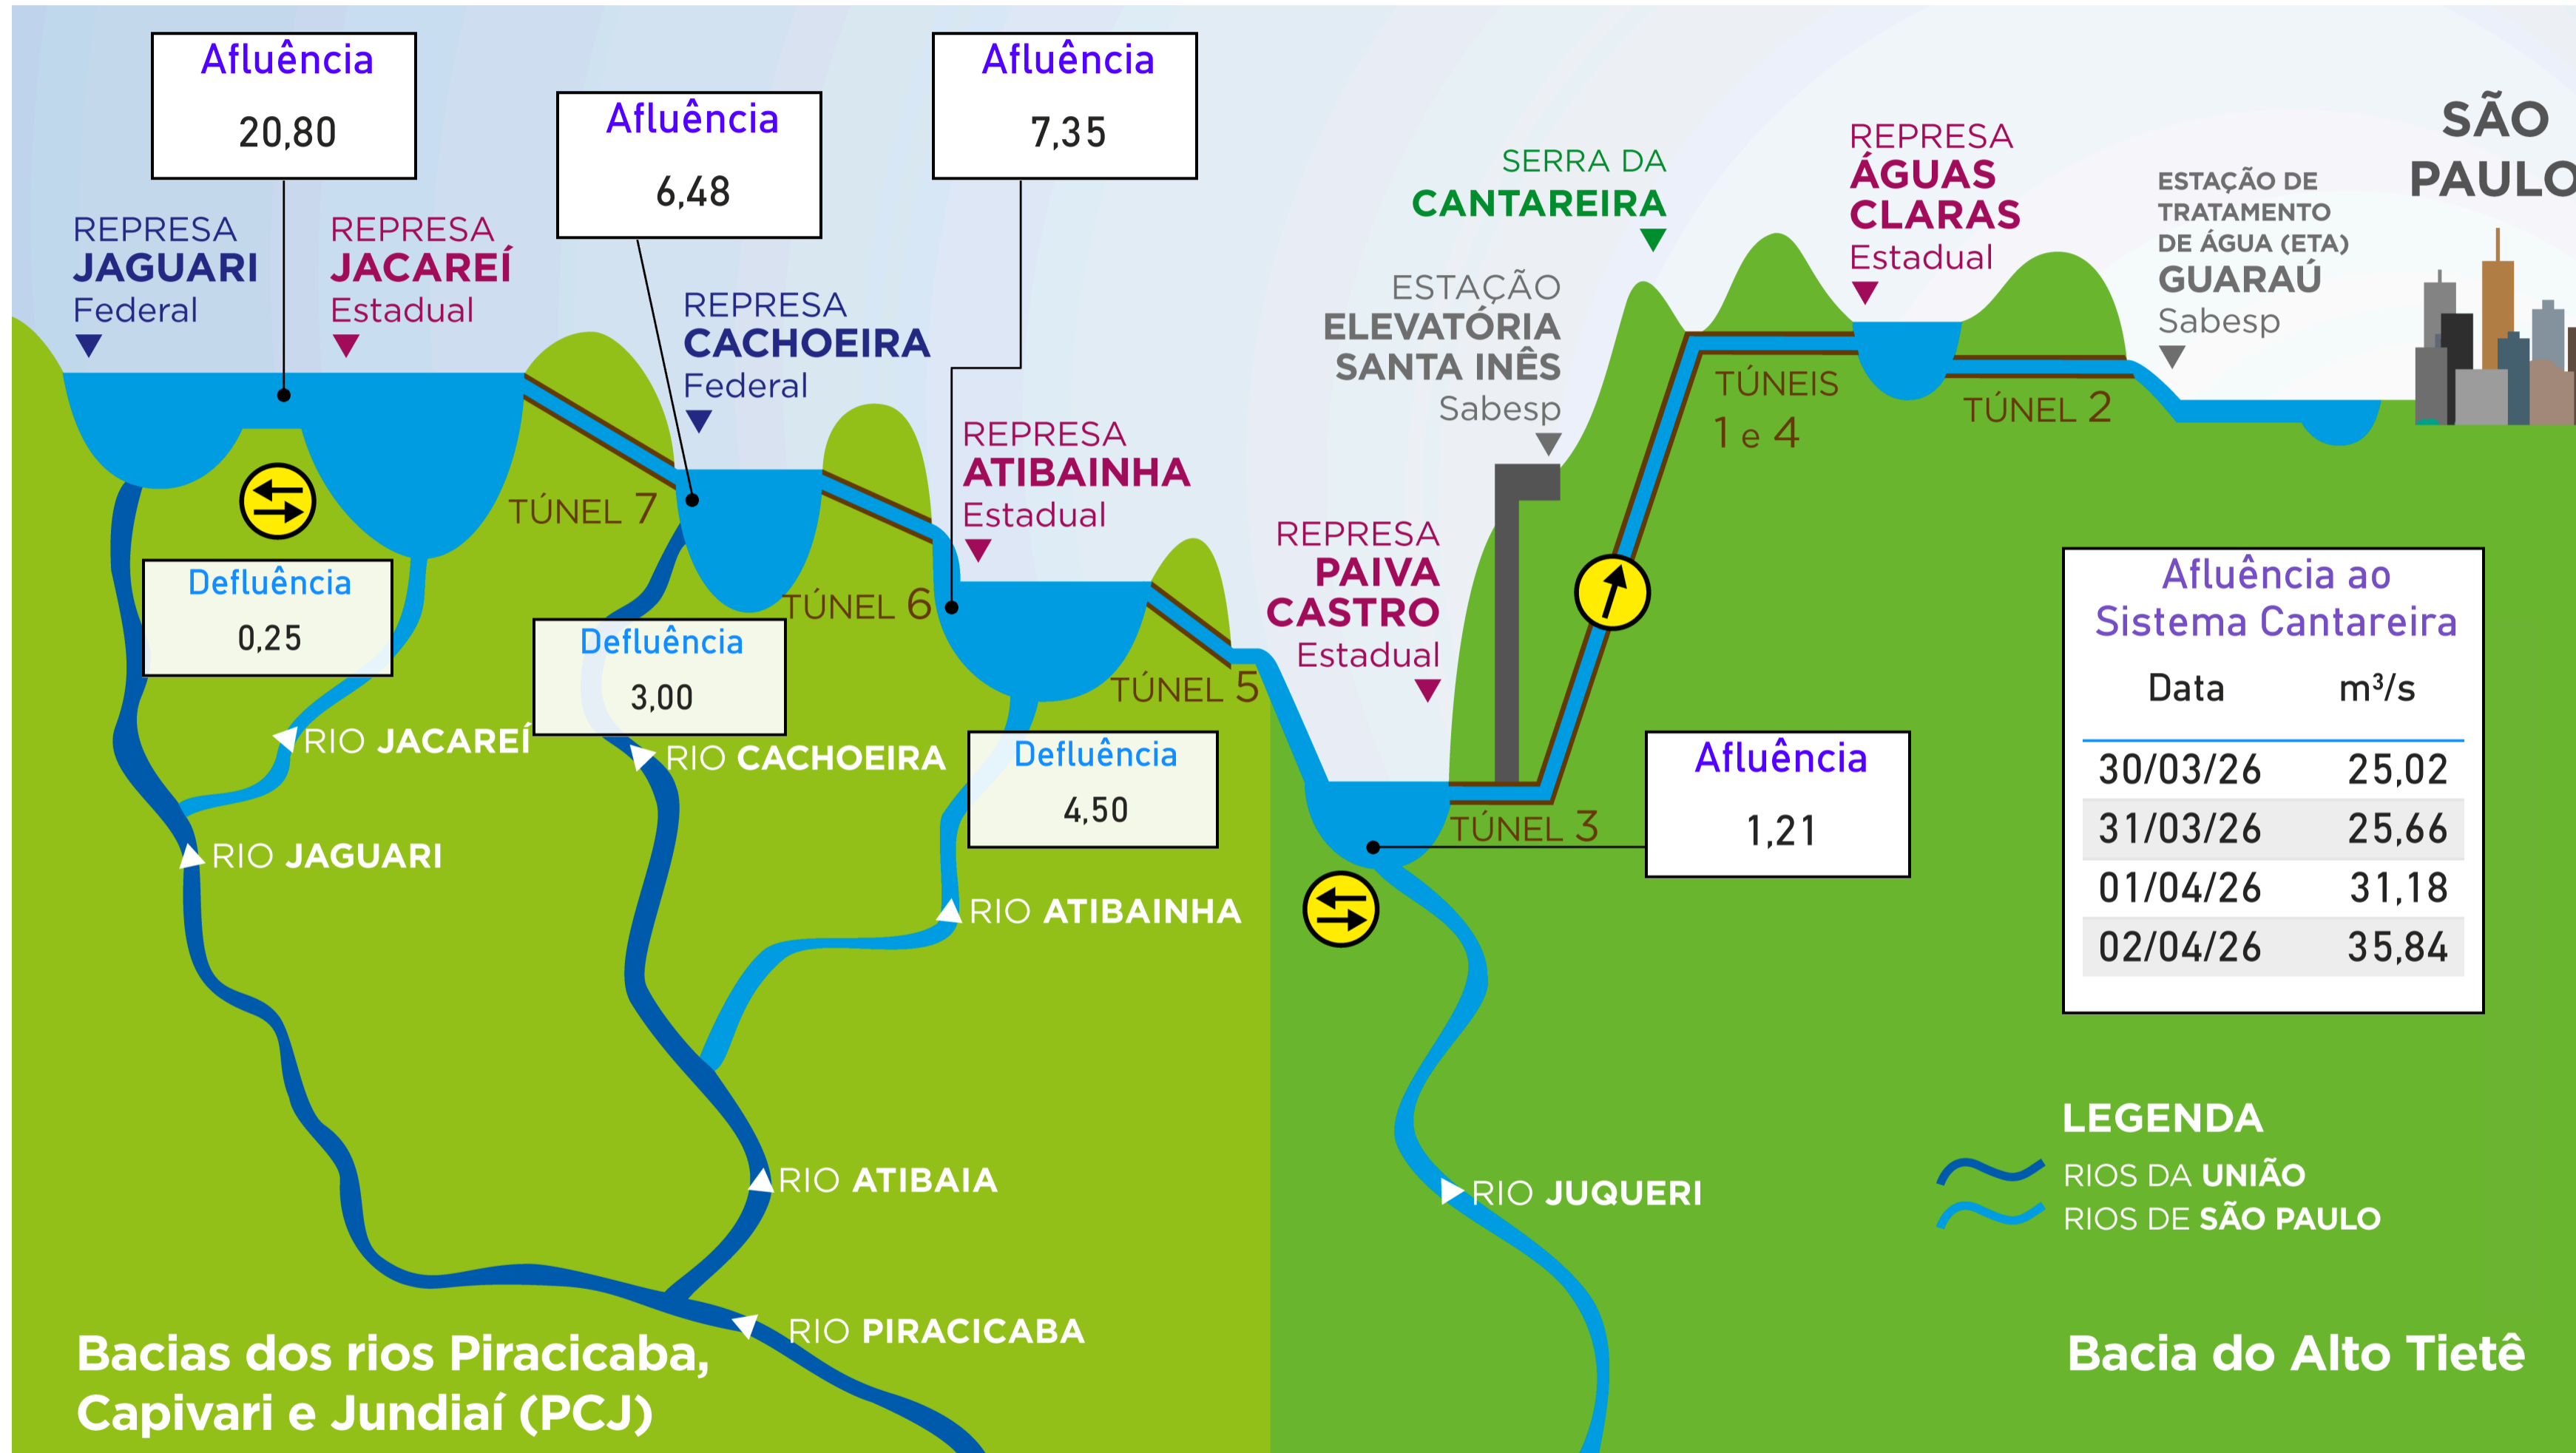 Afluência
20,80
Afluência
6,48
Afluência
7,35
REPRESA
JAGUARI
Federal
REPRESA
JACAREÍ
Estadual
REPRESA
CACHOEIRA
Federal
REPRESA
ATIBAINHA
Estadual
SERRA DA
CANTAREIRA
ESTAÇÃO
ELEVATÓRIA
SANTA INÊS
Sabesp
REPRESA
ÁGUAS
CLARAS
Estadual
ESTAÇÃO DE
TRATAMENTO
DE ÁGUA (ETA)
GUARAÚ
Sabesp
SÃO
PAULO
TÚNEL 7
TÚNEL 6
TÚNEL 5
TÚNEIS
1 e 4
TÚNEL 2
REPRESA
PAIVA
CASTRO
Estadual
TÚNEL 3
Defluência
0,25
Defluência
3,00
Defluência
4,50
Afluência
1,21
RIO JACAREÍ
RIO CACHOEIRA
RIO JAGUARI
RIO ATIBAINHA
RIO ATIBAIA
RIO PIRACICABA
RIO JUQUERI
Afluência ao
Sistema Cantareira
Data m³/s
30/03/26 25,02
31/03/26 25,66
01/04/26 31,18
02/04/26 35,84
LEGENDA
RIOS DA UNIÃO
RIOS DE SÃO PAULO
Bacias dos rios Piracicaba,
Capivari e Jundiaí (PCJ)
Bacia do Alto Tietê